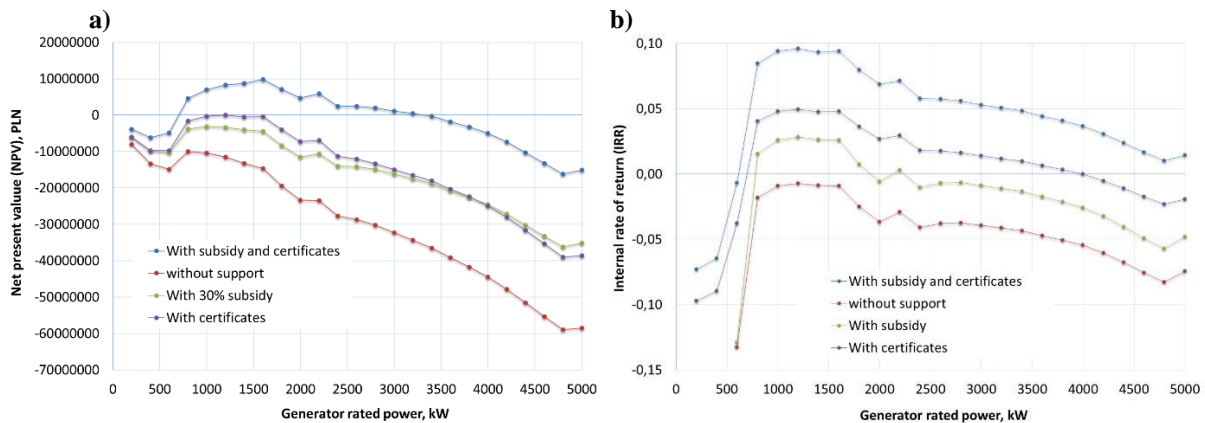 a)
20000000
10000000
0
-10000000
-20000000
-30000000
-40000000
-50000000
-60000000
-70000000
Net present valuue (NPV), PLN
With subsidy and certificates
without support
With 30% subsidy
With certificates
0 500 1000 1500 2000 2500 3000 3500 4000 4500 5000
Generator rated power, kW
b)
0,10
0,05
0,00
-0,05
-0,10
-0,15
Internal rate of return (IRR)
With subsidy and certificates
without support
With subsidy
With certificates
0 500 1000 1500 2000 2500 3000 3500 4000 4500 5000
Generator rated power, kW